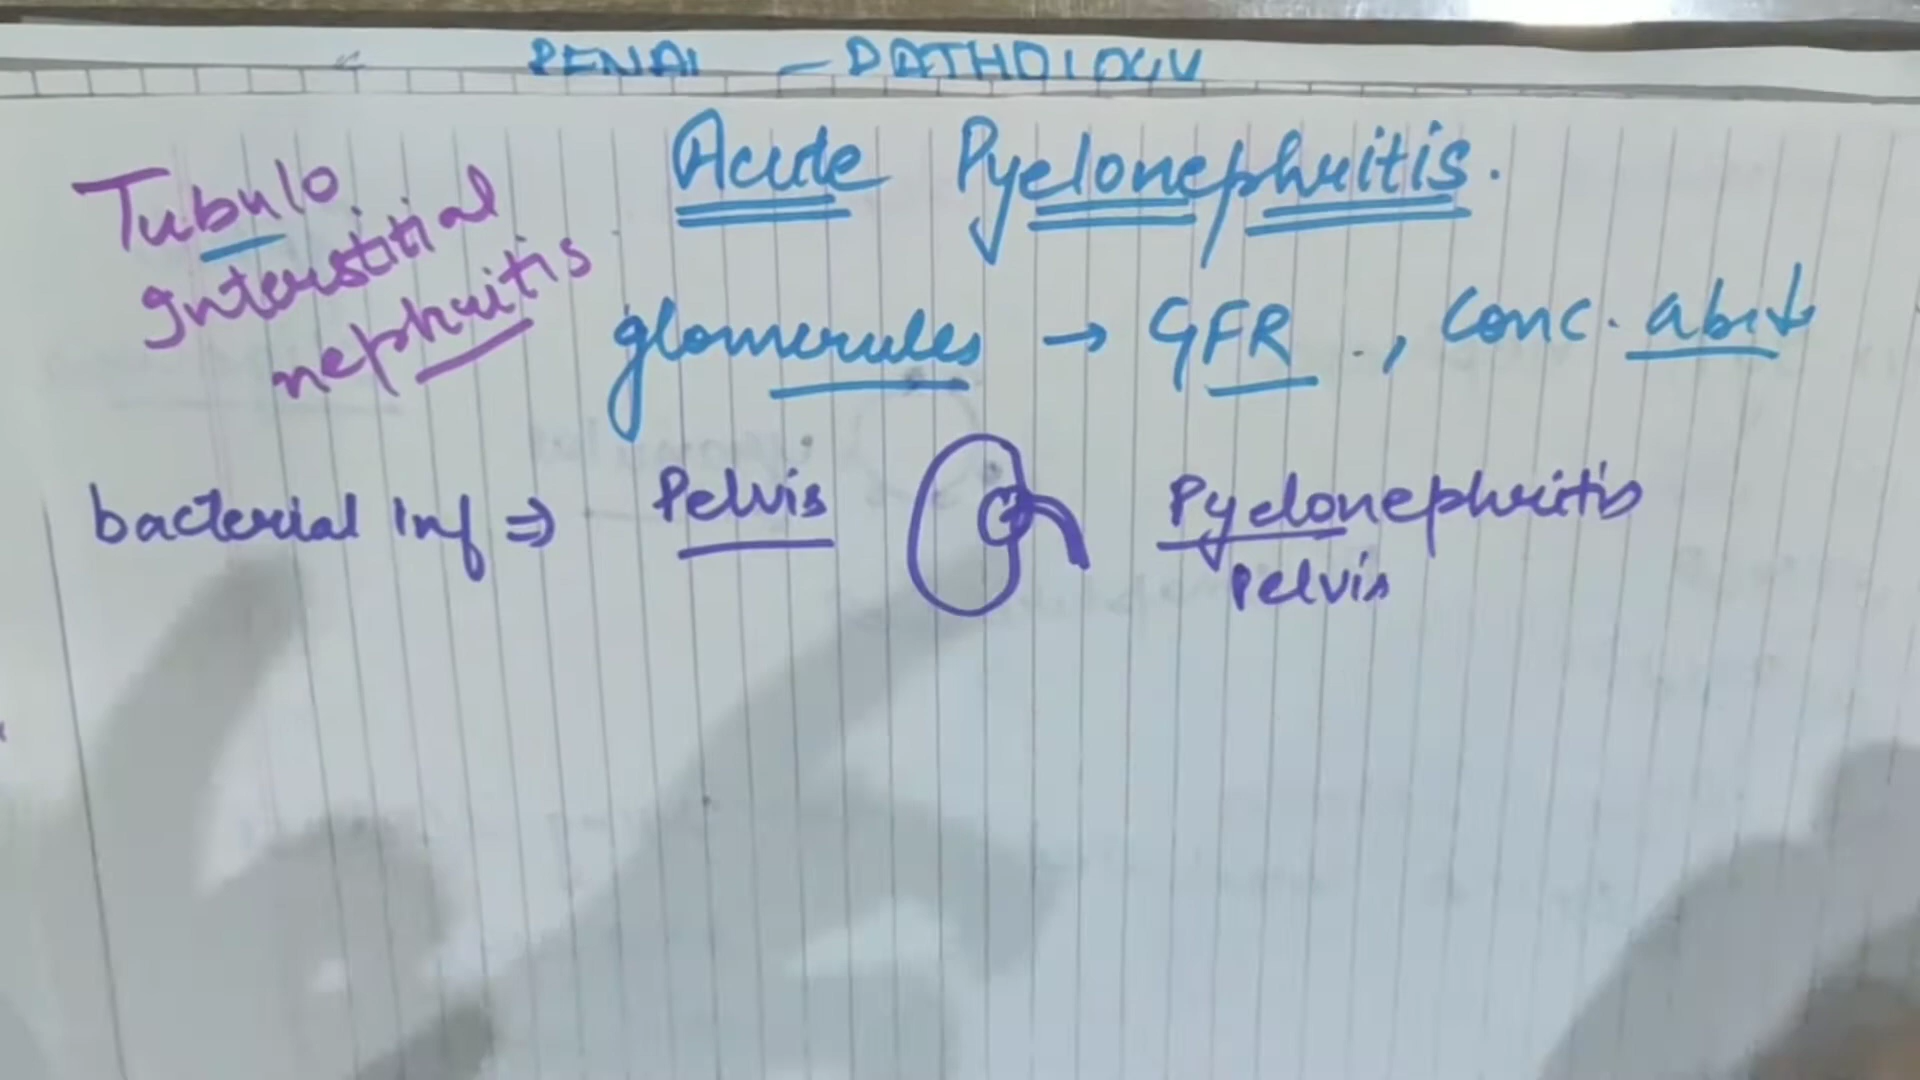 RENAL - PATHOLOGY
Acute Pyelonephritis.
Tubulo
interstitial
nephritis
glomerules → GFR , Conc. abit
bacterial Inf ⇒ Pelvis Pyelonephritis
Pelvis